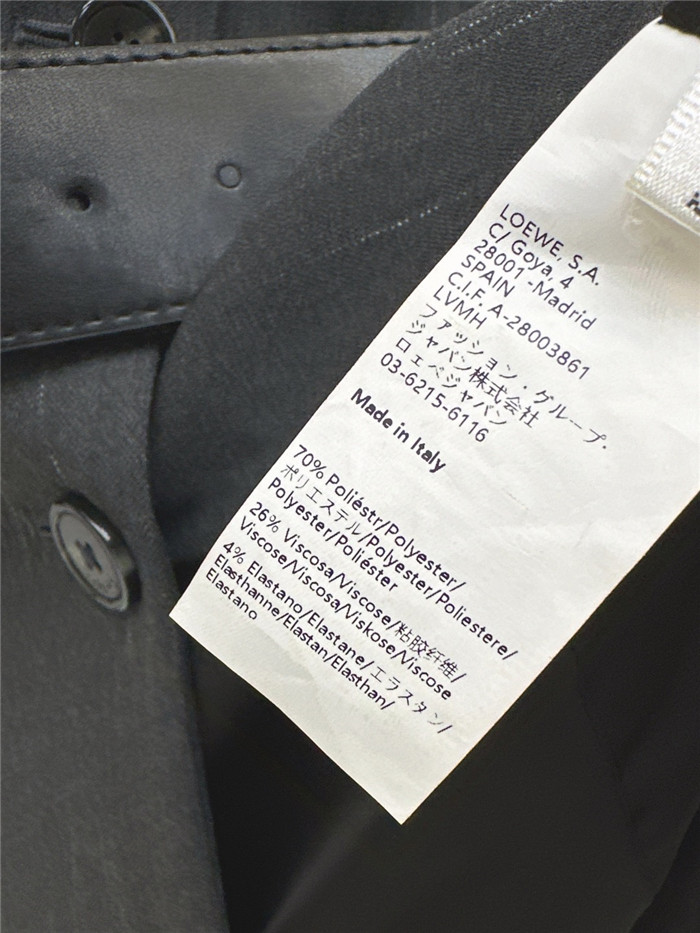 LOEWE, S.A.
C/ Goya, 4
28001 -Madrid
SPAIN
C.I.F. A-28003861
LVMH
ファッション・グループ.
ジャパン株式会社
ロエベジャパン
03-6215-6116
Made in Italy
70% Poliéstr/Polyester/
ポリエステル/Polyester/Poliestere/
Polyester/Poliéster
26% Viscosa/Viscose/粘胶纤维/
Viscose/Viscosa/Viskose/Viscose
4% Elastano/Elastane/エラスタン/
Elasthanne/Elastan/Elasthan/
Elastano